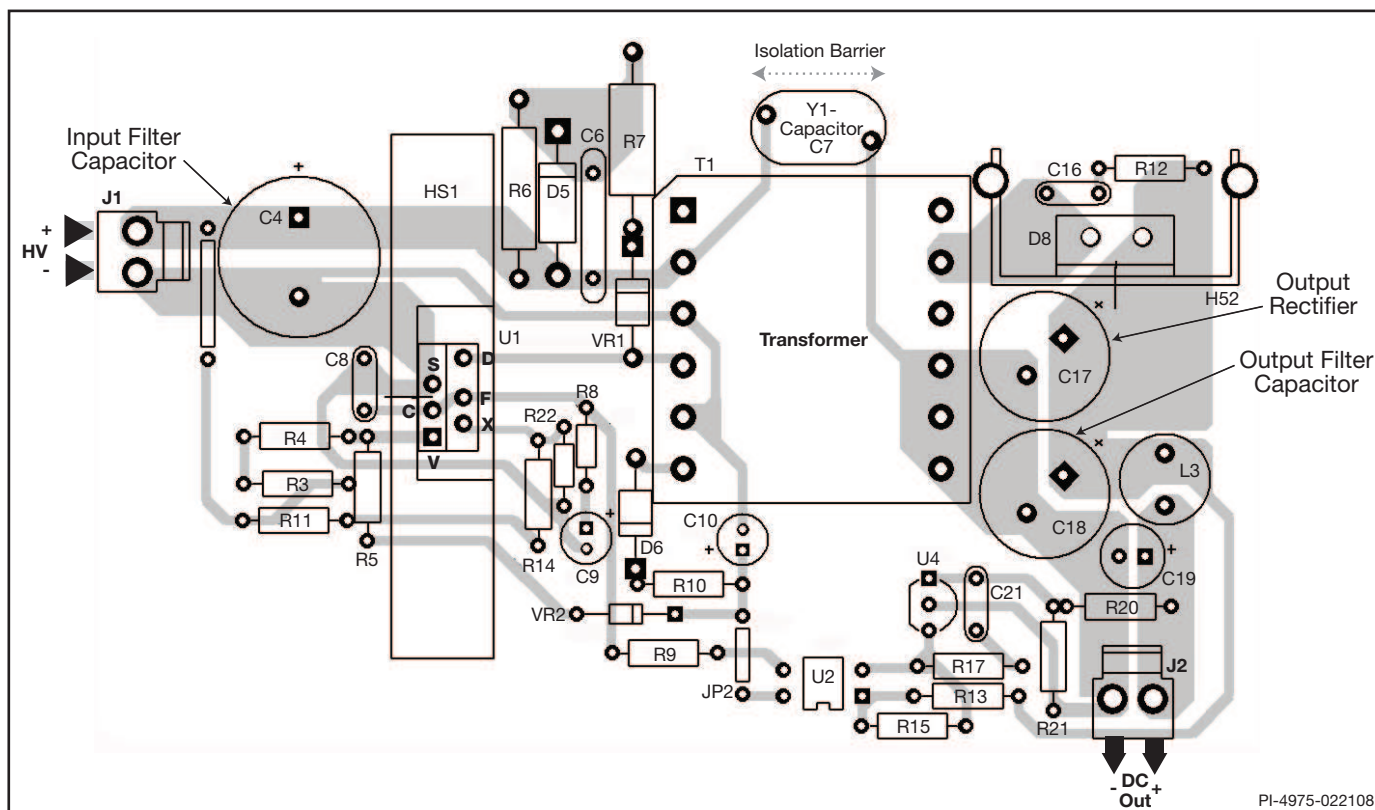 Isolation Barrier
Y1-
Capacitor
C7
Input Filter
Capacitor
+
J1
C4
+
HV
-
HS1
R6
D5
C6
R7
T1
C16
R12
D8
H52
Output
Rectifier
U1
VR1
Transformer
C8
S
D
C
F
X
V
C17
Output Filter
Capacitor
R4
R3
R11
R5
R22
R8
R14
+
C9
D6
C10
+
C18
L3
+
C19
R10
VR2
R9
JP2
U2
U4
C21
R20
R17
R13
R15
R21
J2
- DC +
Out
PI-4975-022108